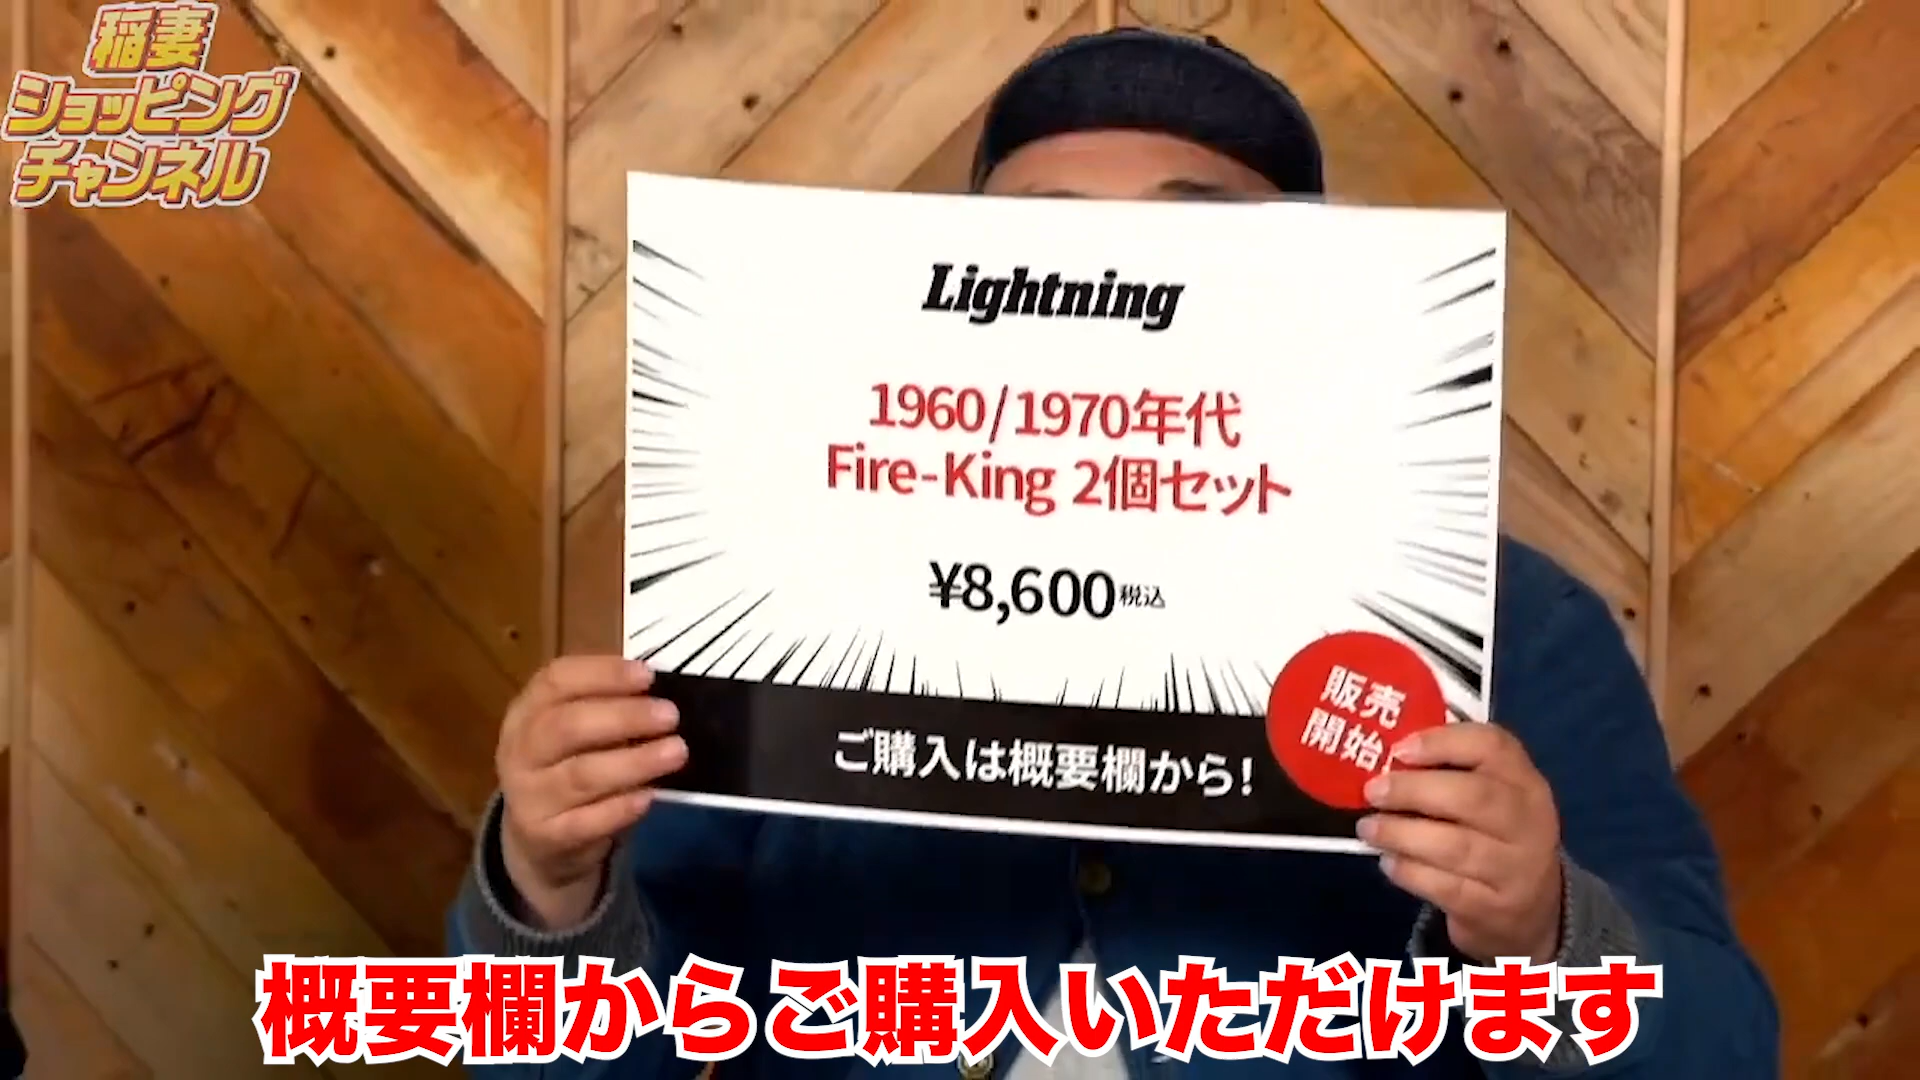 稲妻
ショッピング
チャンネル
Lightning
1960/1970年代
Fire-King 2個セット
¥8,600税込
販売
開始!
ご購入は概要欄から!
概要欄からご購入いただけます